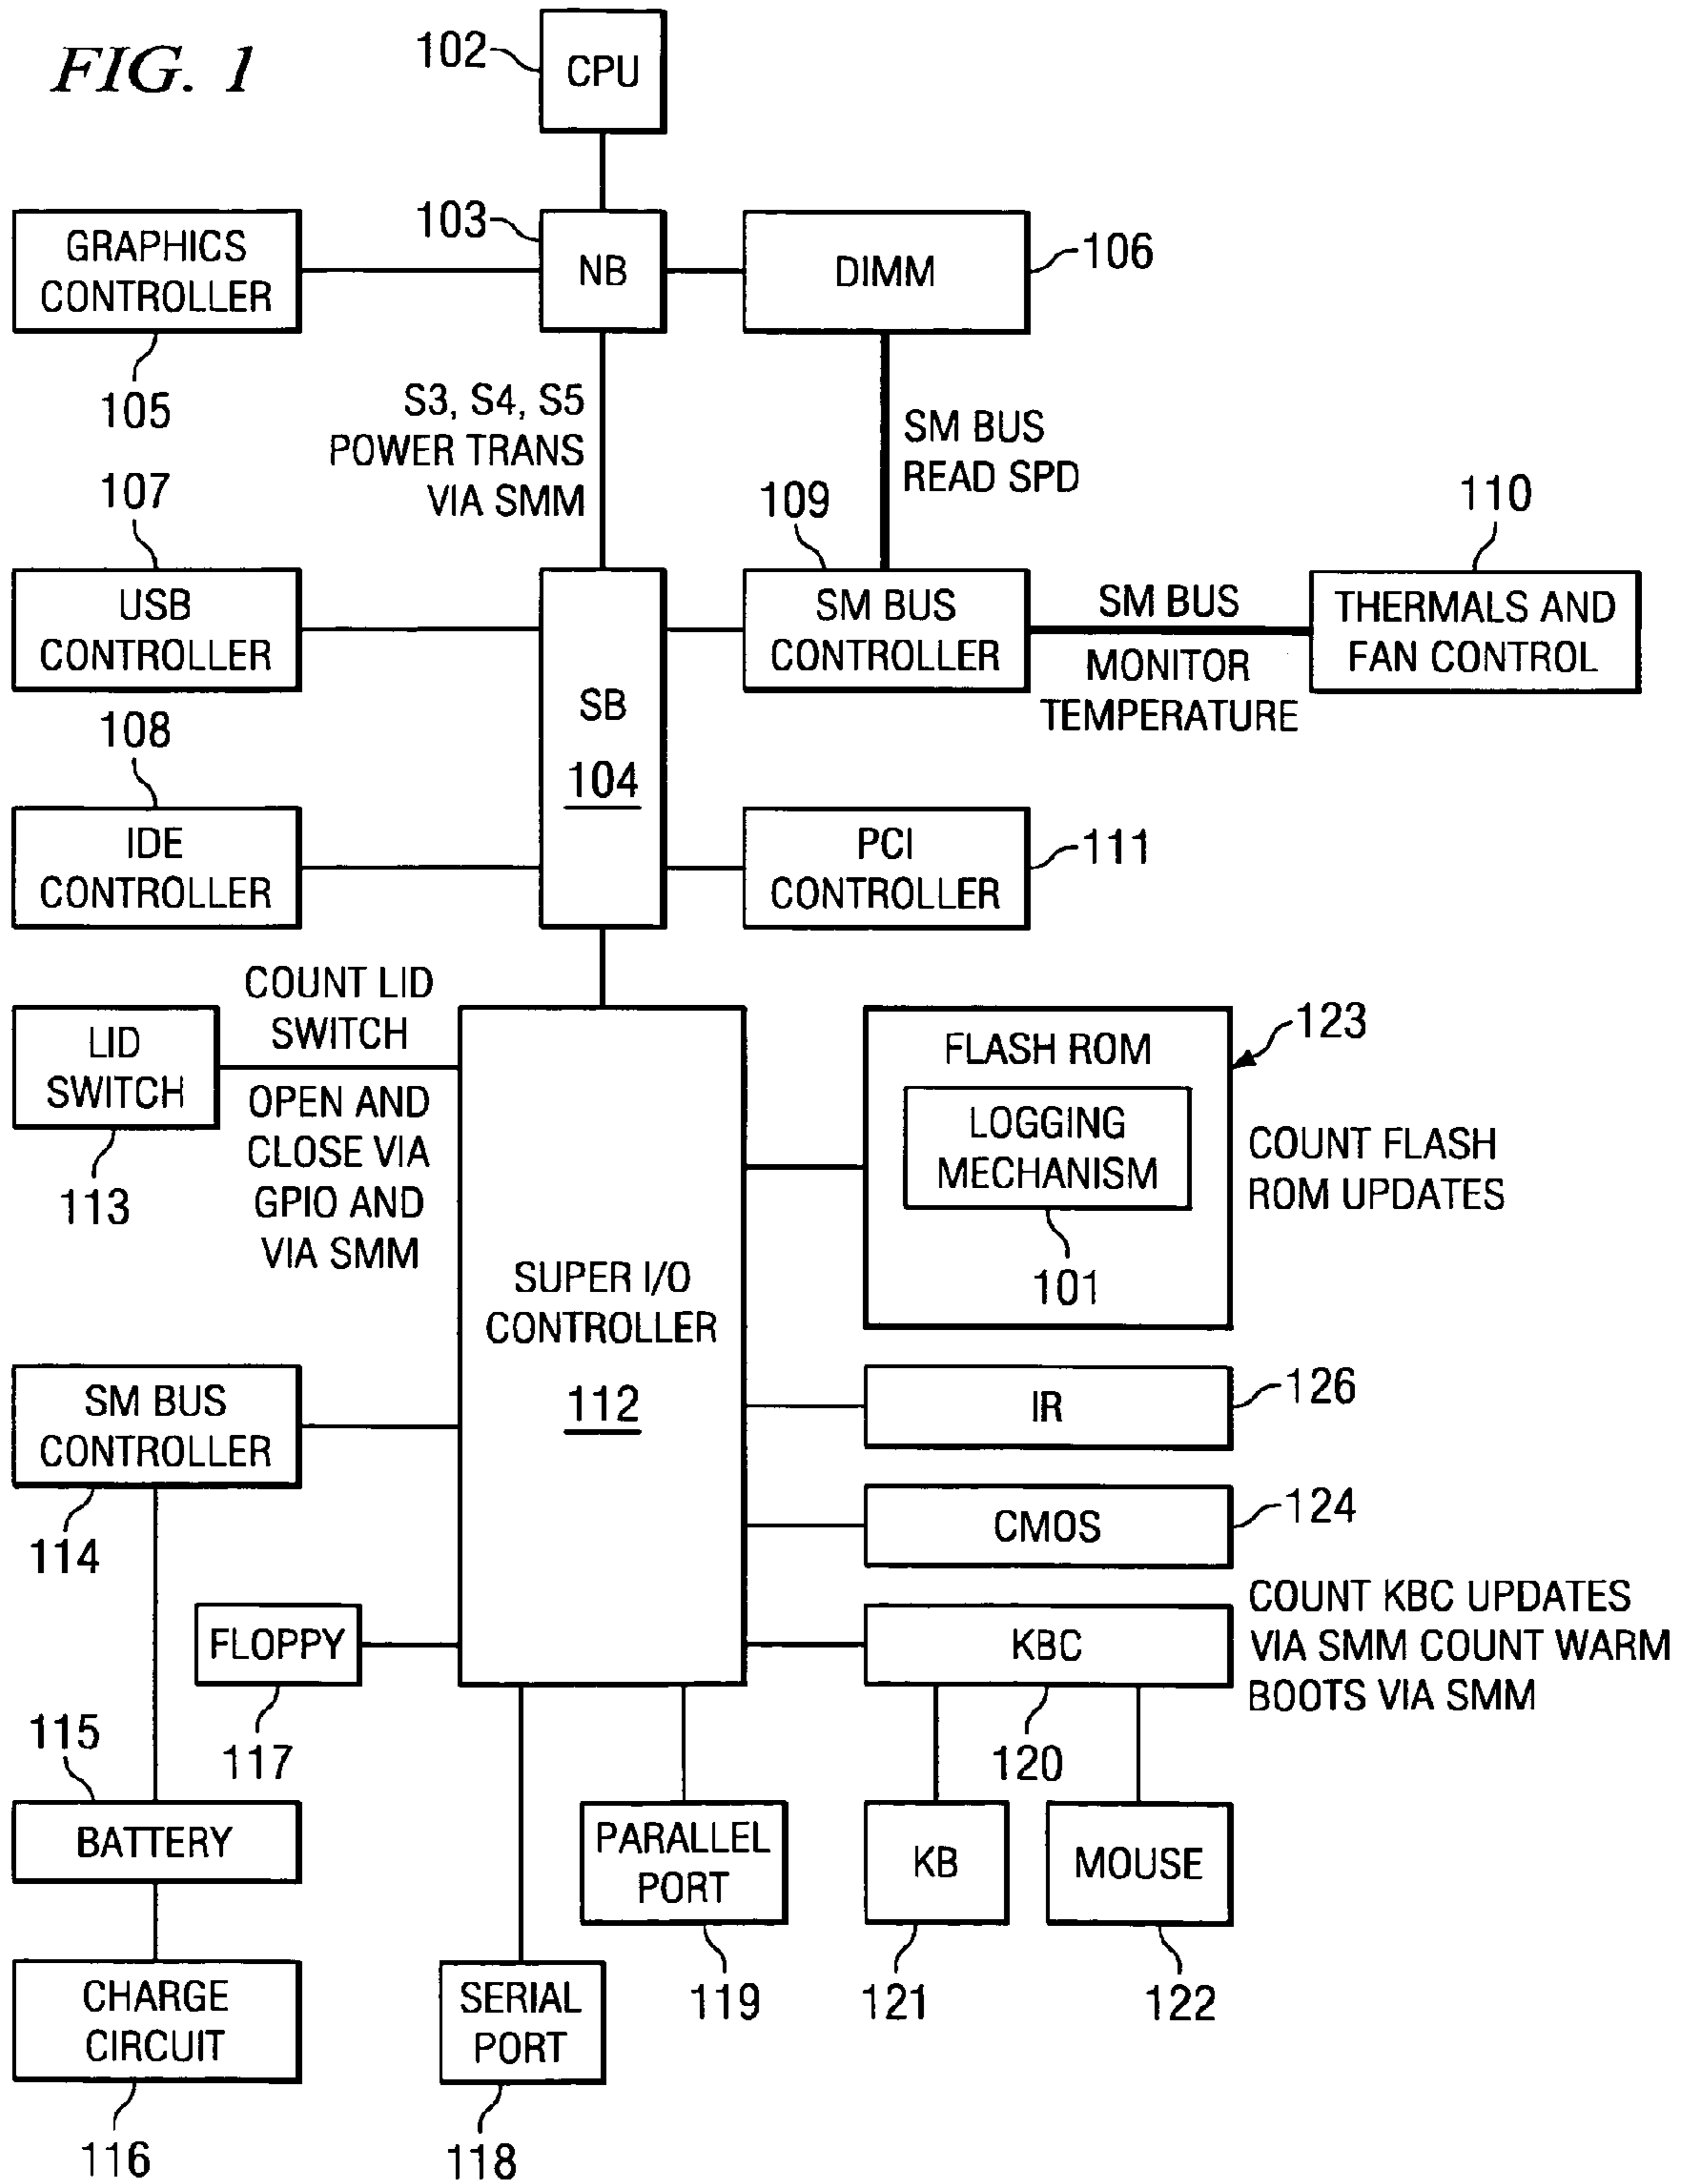 FIG. 1
102
CPU
103
GRAPHICS
CONTROLLER
NB
DIMM
106
105
S3, S4, S5
POWER TRANS
VIA SMM
SM BUS
READ SPD
107
109
110
USB
CONTROLLER
SB
104
SM BUS
CONTROLLER
SM BUS
MONITOR
TEMPERATURE
THERMALS AND
FAN CONTROL
108
IDE
CONTROLLER
PCI
CONTROLLER
111
LID
SWITCH
113
COUNT LID
SWITCH
OPEN AND
CLOSE VIA
GPIO AND
VIA SMM
SUPER I/O
CONTROLLER
112
FLASH ROM
LOGGING
MECHANISM
101
123
COUNT FLASH
ROM UPDATES
SM BUS
CONTROLLER
114
IR
126
CMOS
124
FLOPPY
117
KBC
120
COUNT KBC UPDATES
VIA SMM COUNT WARM
BOOTS VIA SMM
115
BATTERY
PARALLEL
PORT
119
KB
121
MOUSE
122
CHARGE
CIRCUIT
116
SERIAL
PORT
118